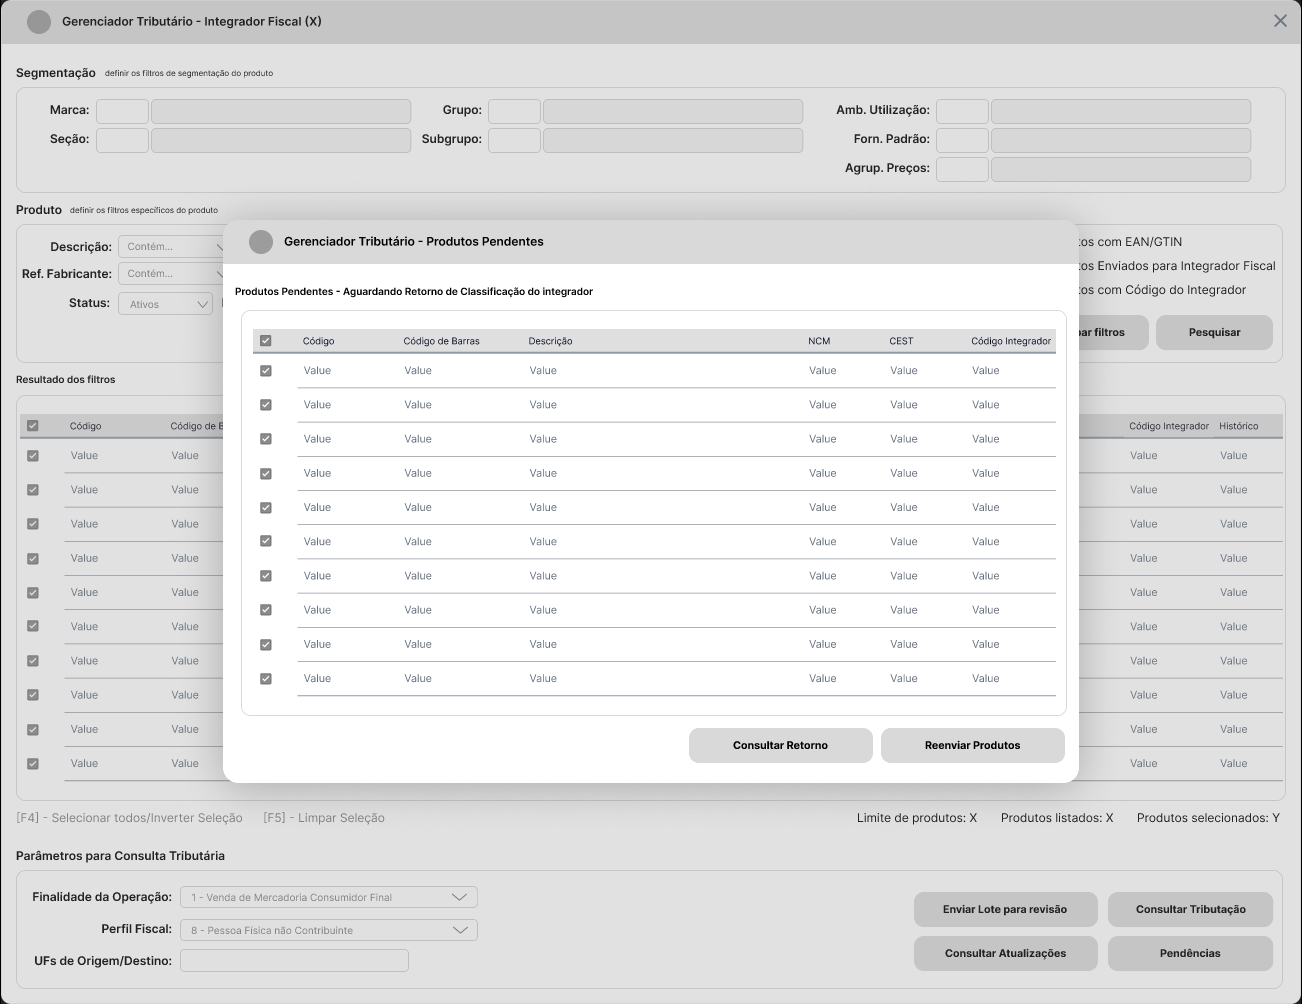 Gerenciador Tributário - Integrador Fiscal (X)
Segmentação definir os filtros de segmentação do produto
Marca: Grupo: Amb. Utilização:
Seção: Subgrupo: Forn. Padrão:
Agrup. Preços:
Produto definir os filtros específicos do produto
Descrição: Contém...
Ref. Fabricante: Contém...
Status: Ativos
tos com EAN/GTIN
tos Enviados para Integrador Fiscal
tos com Código do Integrador
par filtros Pesquisar
Gerenciador Tributário - Produtos Pendentes
Produtos Pendentes - Aguardando Retorno de Classificação do integrador
Código Código de Barras Descrição NCM CEST Código Integrador
Value Value Value Value Value Value
Value Value Value Value Value Value
Value Value Value Value Value Value
Value Value Value Value Value Value
Value Value Value Value Value Value
Value Value Value Value Value Value
Value Value Value Value Value Value
Value Value Value Value Value Value
Value Value Value Value Value Value
Value Value Value Value Value Value
Consultar Retorno Reenviar Produtos
Resultado dos filtros
Código Código de B Código Integrador Histórico
Value Value Value Value
Value Value Value Value
Value Value Value Value
Value Value Value Value
Value Value Value Value
Value Value Value Value
Value Value Value Value
Value Value Value Value
Value Value Value Value
Value Value Value Value
[F4] - Selecionar todos/Inverter Seleção [F5] - Limpar Seleção Limite de produtos: X Produtos listados: X Produtos selecionados: Y
Parâmetros para Consulta Tributária
Finalidade da Operação: 1 - Venda de Mercadoria Consumidor Final
Perfil Fiscal: 8 - Pessoa Física não Contribuinte
UFs de Origem/Destino:
Enviar Lote para revisão Consultar Tributação
Consultar Atualizações Pendências